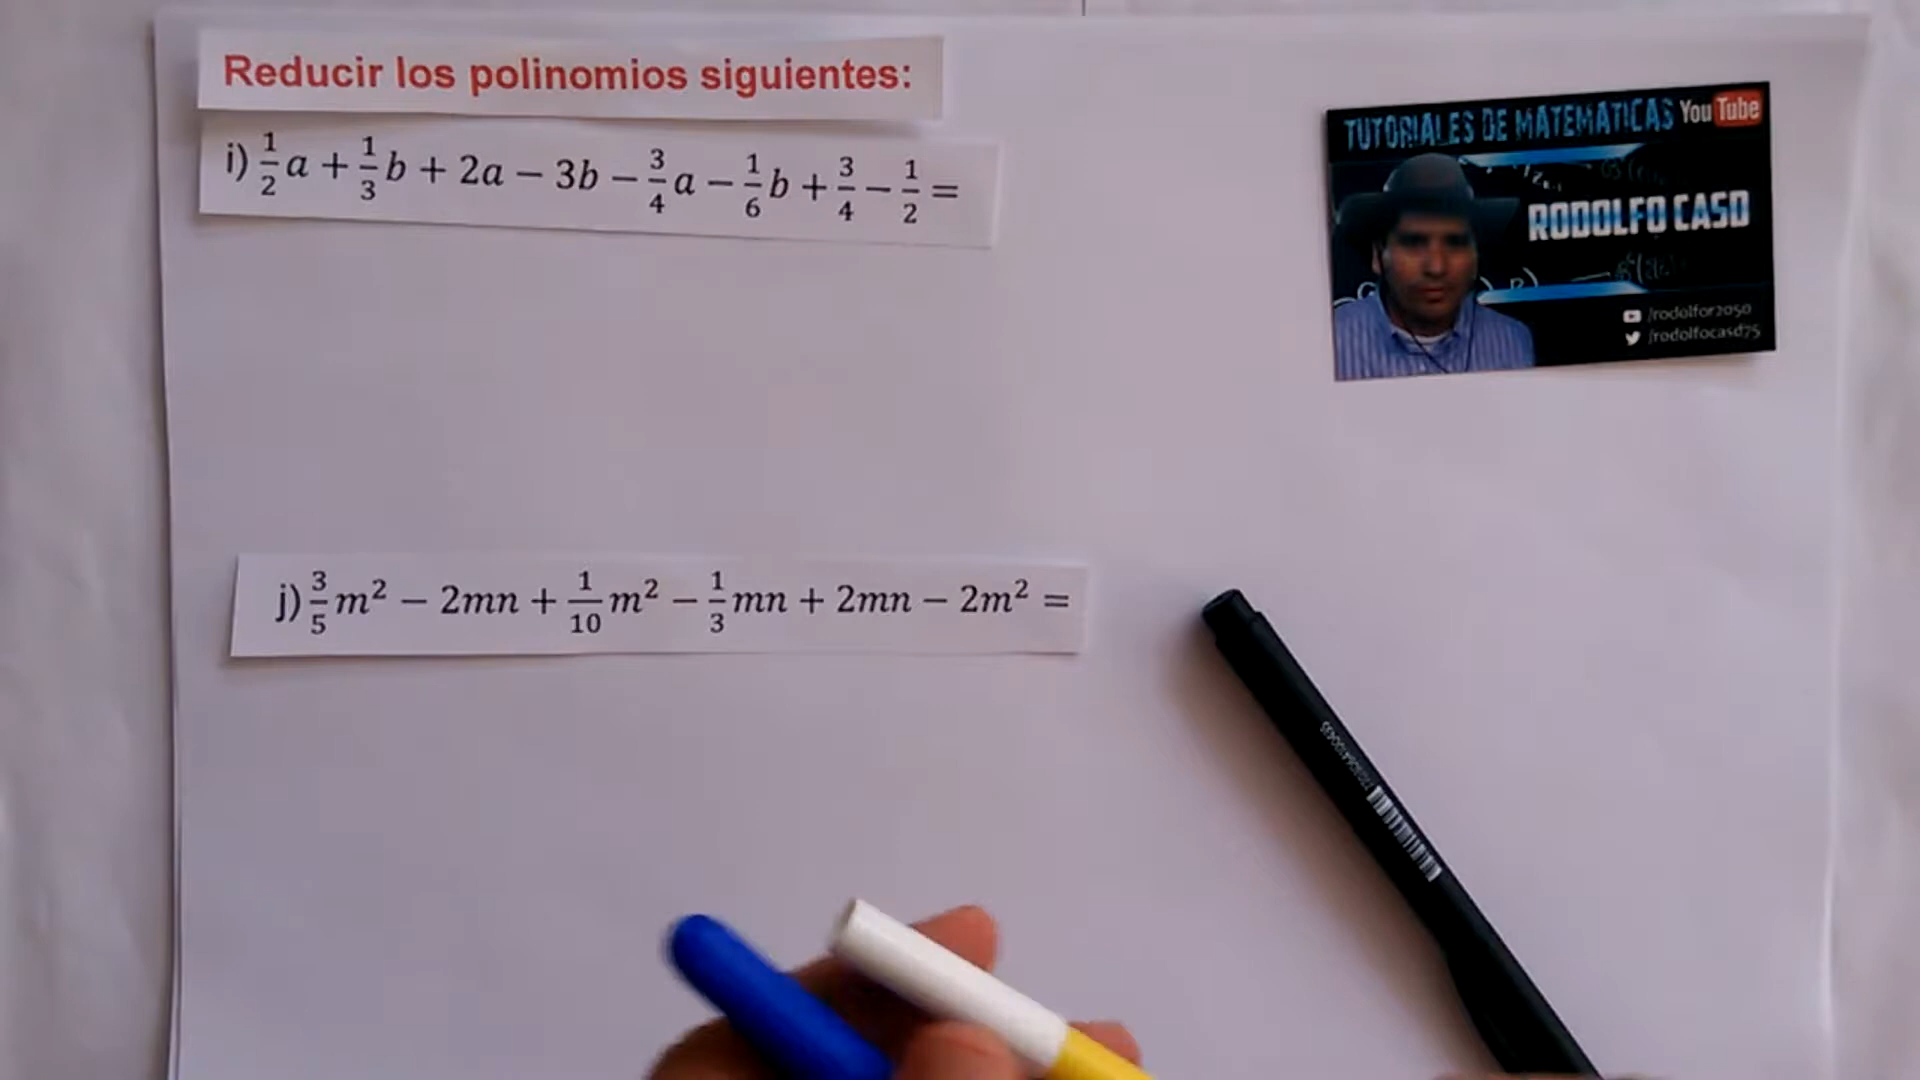 Reducir los polinomios siguientes:
i) 1/2 a + 1/3 b + 2a − 3b − 3/4 a − 1/6 b + 3/4 − 1/2 =
TUTORIALES DE MATEMATICAS YouTube
RODOLFO CASD
/rodolfor2050
/rodolfocasd75
j) 3/5 m² − 2mn + 1/10 m² − 1/3 mn + 2mn − 2m² =